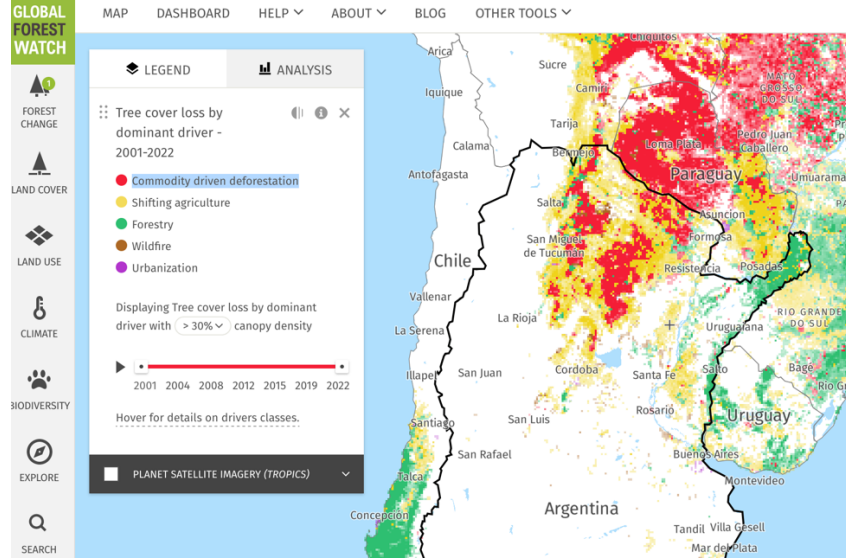 GLOBAL
FOREST
WATCH
MAP DASHBOARD HELP ABOUT BLOG OTHER TOOLS
1
FOREST
CHANGE
LAND COVER
LAND USE
CLIMATE
BIODIVERSITY
EXPLORE
SEARCH
LEGEND ANALYSIS
Tree cover loss by
dominant driver -
2001-2022
Commodity driven deforestation
Shifting agriculture
Forestry
Wildfire
Urbanization
Displaying Tree cover loss by dominant
driver with > 30% canopy density
2001 2004 2008 2012 2015 2019 2022
Hover for details on drivers classes.
PLANET SATELLITE IMAGERY (TROPICS)
Chiquitos
Arica
Sucre
MATO
GROSSO
DO SUL
Iquique
Camiri
Tarija
Pedro Juan
Caballero
Calama
Bermejo
Loma Plata
Antofagasta
Paraguay
Umuarama
Salta
Asuncion
San Miguel
de Tucuman
Formosa
Chile
Resistencia
Posadas
Vallenar
La Rioja
RIO GRANDE
DO SUL
La Serena
Uruguaiana
Illapel
San Juan
Cordoba
Santa Fe
Salto
Bagé
Rio G
Santiago
San Luis
Rosario
Uruguay
San Rafael
Buenos Aires
Talca
Montevideo
Concepcion
Argentina
Tandil
Villa Gesell
Mar del Plata